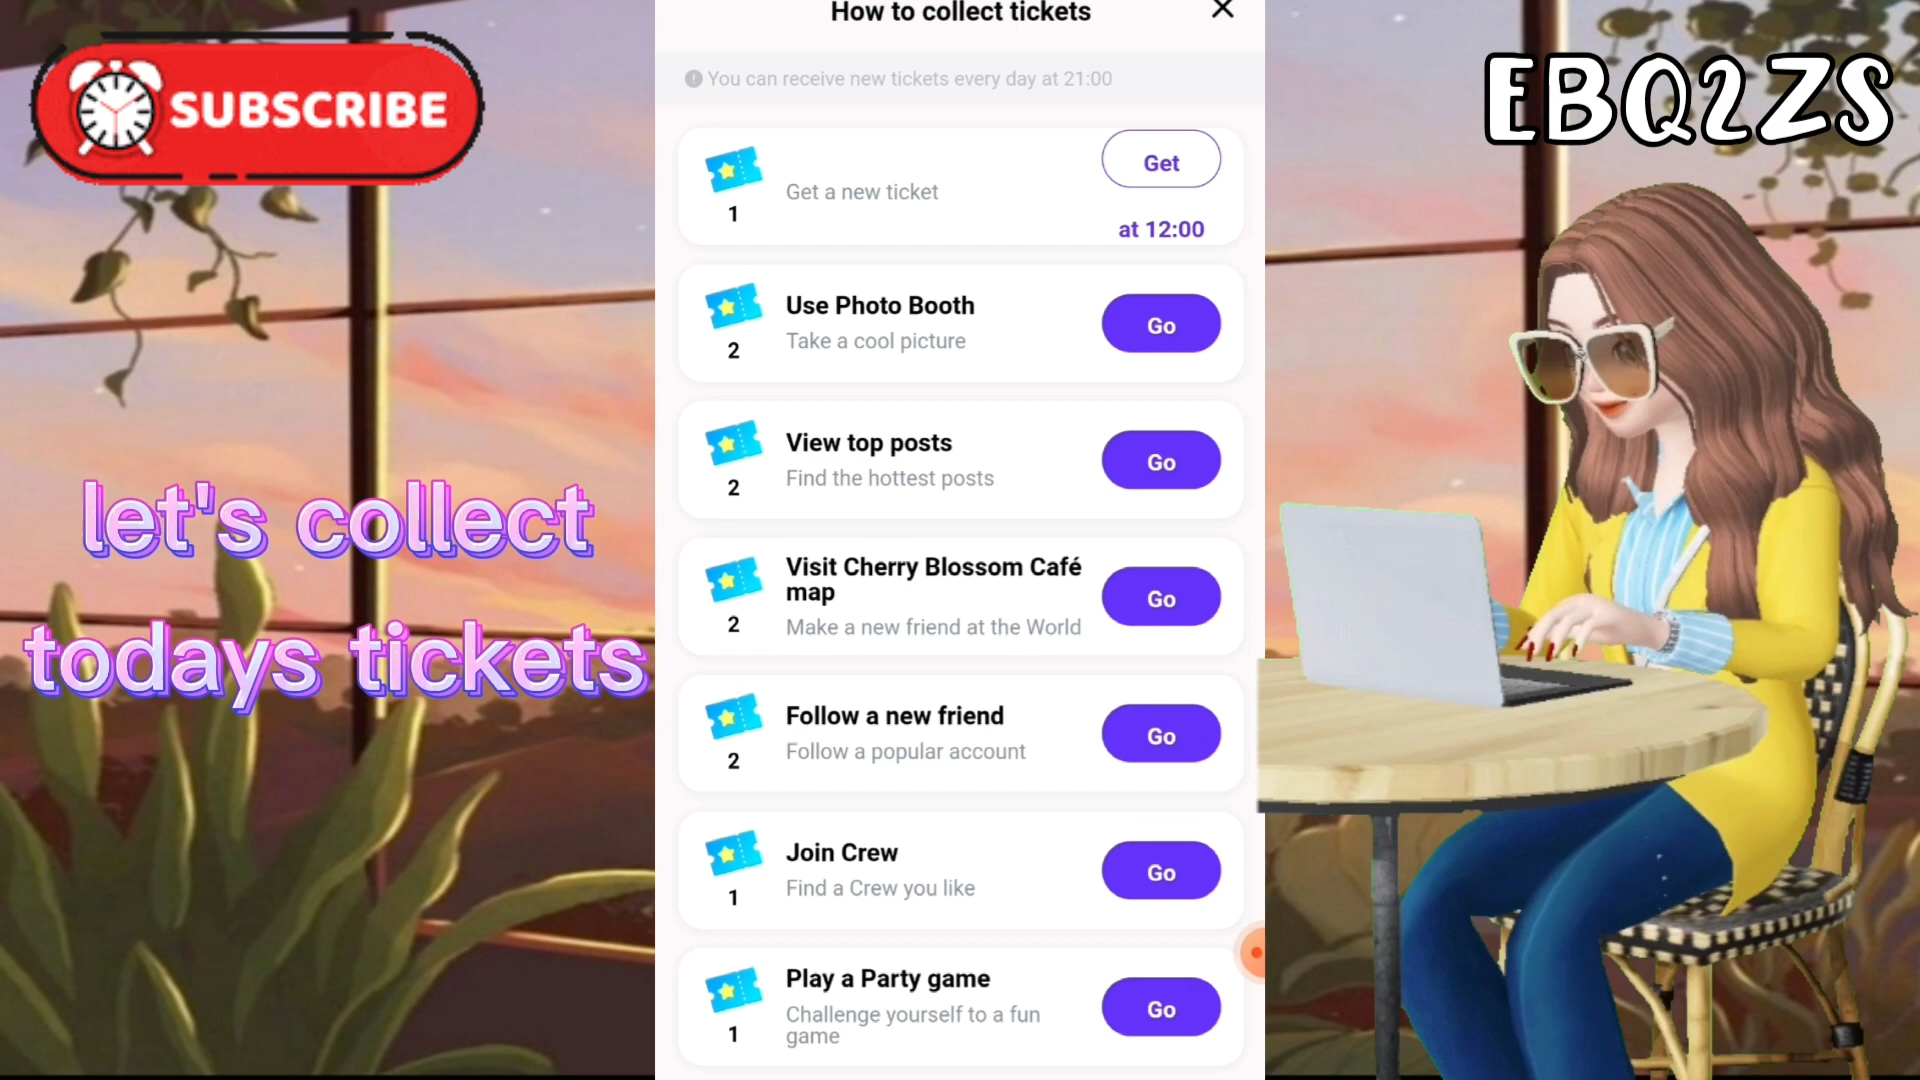 SUBSCRIBE
let's collect
todays tickets
How to collect tickets
You can receive new tickets every day at 21:00
1
Get a new ticket
Get
at 12:00
2
Use Photo Booth
Take a cool picture
Go
2
View top posts
Find the hottest posts
Go
2
Visit Cherry Blossom Café
map
Make a new friend at the World
Go
2
Follow a new friend
Follow a popular account
Go
1
Join Crew
Find a Crew you like
Go
1
Play a Party game
Challenge yourself to a fun
game
Go
EBQ2ZS